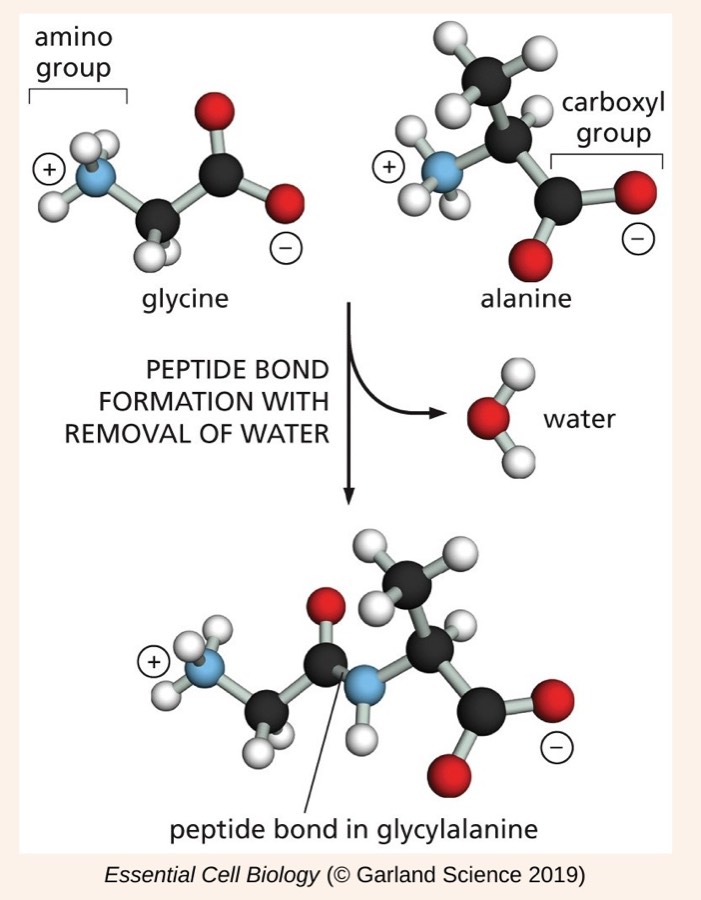 amino
group
carboxyl
group
+
+
−
−
glycine
alanine
PEPTIDE BOND
FORMATION WITH
REMOVAL OF WATER
water
+
−
peptide bond in glycylalanine
Essential Cell Biology (© Garland Science 2019)